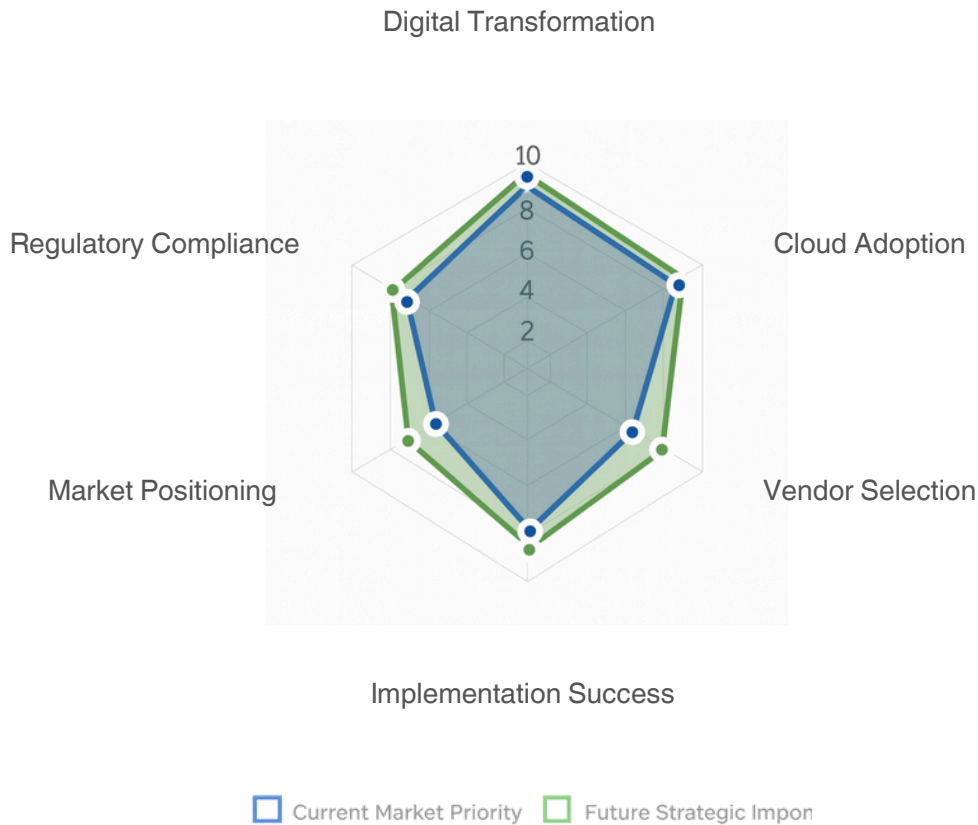 Digital Transformation
10
8
Regulatory Compliance
Cloud Adoption
6
4
2
Market Positioning
Vendor Selection
Implementation Success
Current Market Priority
Future Strategic Impor